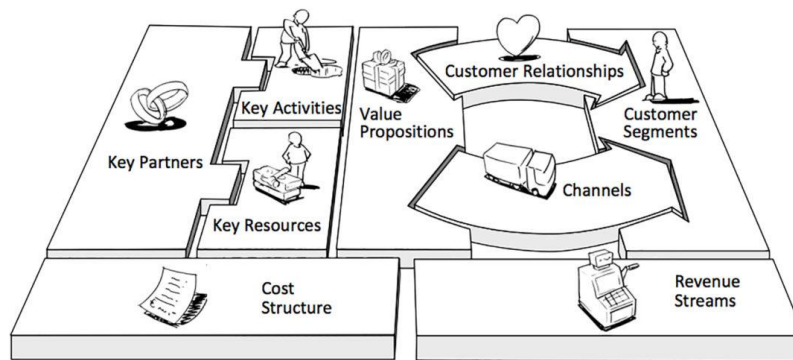 Key Partners
Key Activities
Key Resources
Value
Propositions
Customer Relationships
Channels
Customer
Segments
Cost
Structure
Revenue
Streams